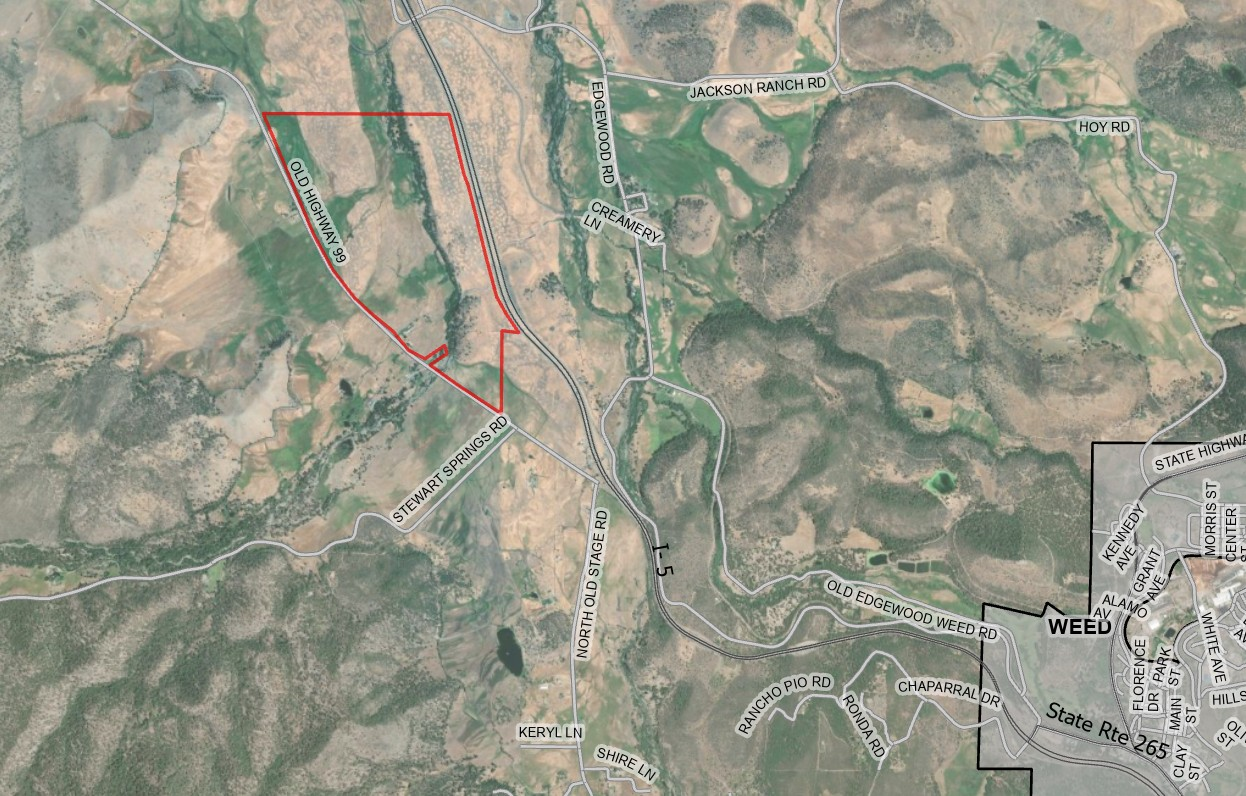 JACKSON RANCH RD
HOY RD
EDGEWOOD RD
OLD HIGHWAY 99
CREAMERY
LN
STEWART SPRINGS RD
STATE HIGHWA
NORTH OLD STAGE RD
I- 5
KENNEDY
AVE
MORRIS ST
CENTER
ST
GRANT
AVE
ALAMO
AV
WEED
OLD EDGEWOOD WEED RD
WHITE AVE
FLORENCE
DR
PARK
ST
MAIN
ST
HILLS
RANCHO PIO RD
RONDA RD
CHAPARRAL DR
State Rte 265
CLAY
ST
ST
KERYL LN
SHIRE LN